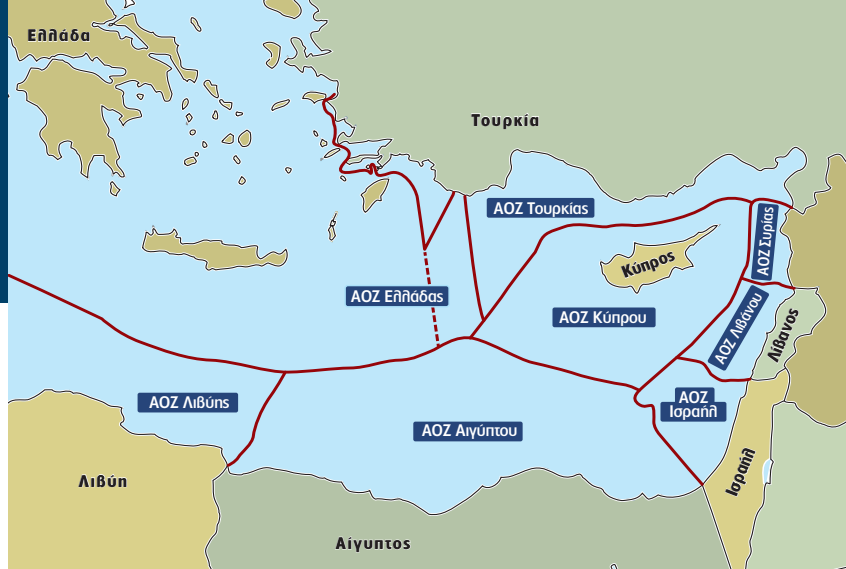 Ελλάδα
Τουρκία
ΑΟΖ Τουρκίας
ΑΟΖ Συρίας
Κύπρος
ΑΟΖ Ελλάδας
ΑΟΖ Κύπρου
ΑΟΖ Λιβάνου
Λίβανος
ΑΟΖ Λιβύης
ΑΟΖ
Ισραήλ
ΑΟΖ Αιγύπτου
Λιβύη
Ισραήλ
Αίγυπτος